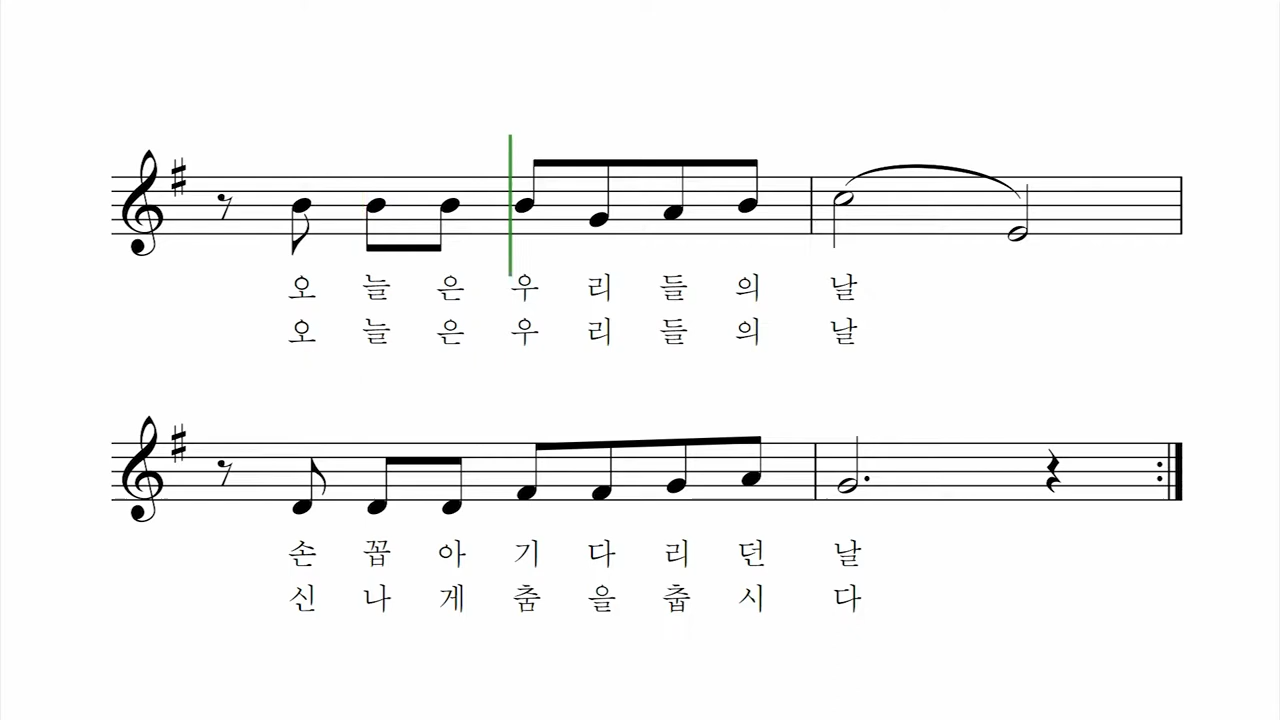 오 늘 은 우 리 들 의 날
오 늘 은 우 리 들 의 날
손 꼽 아 기 다 리 던 날
신 나 게 춤 을 춥 시 다